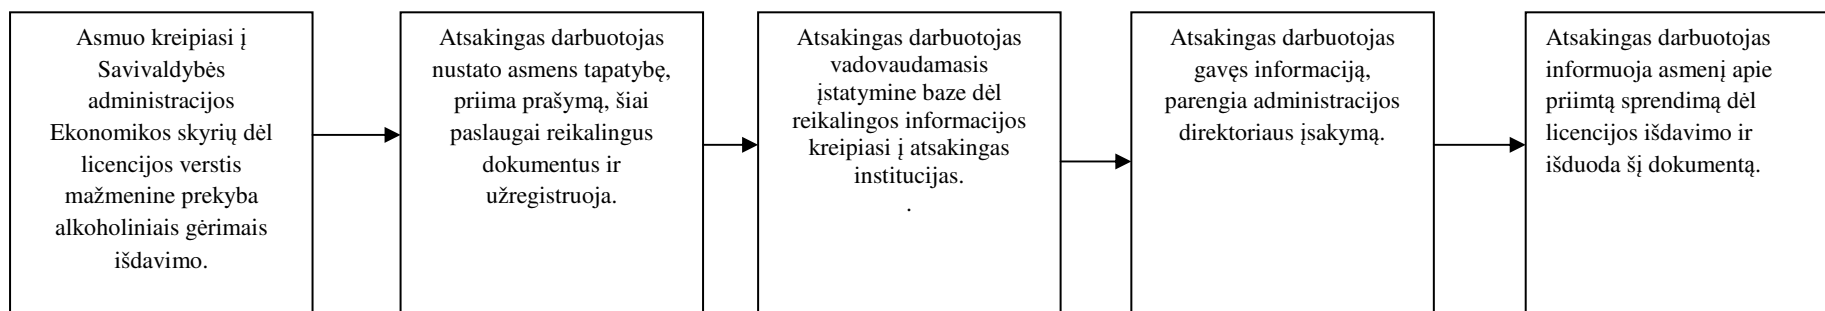 Asmuo kreipiasi į
Savivaldybės
administracijos
Ekonomikos skyrių dėl
licencijos verstis
mažmenine prekyba
alkoholiniais gėrimais
išdavimo.
Atsakingas darbuotojas
nustato asmens tapatybę,
priima prašymą, šiai
paslaugai reikalingus
dokumentus ir
užregistruoja.
Atsakingas darbuotojas
vadovaudamasis
įstatymine baze dėl
reikalingos informacijos
kreipiasi į atsakingas
institucijas.
.
Atsakingas darbuotojas
gavęs informaciją,
parengia administracijos
direktoriaus įsakymą.
Atsakingas darbuotojas
informuoja asmenį apie
priimtą sprendimą dėl
licencijos išdavimo ir
išduoda šį dokumentą.